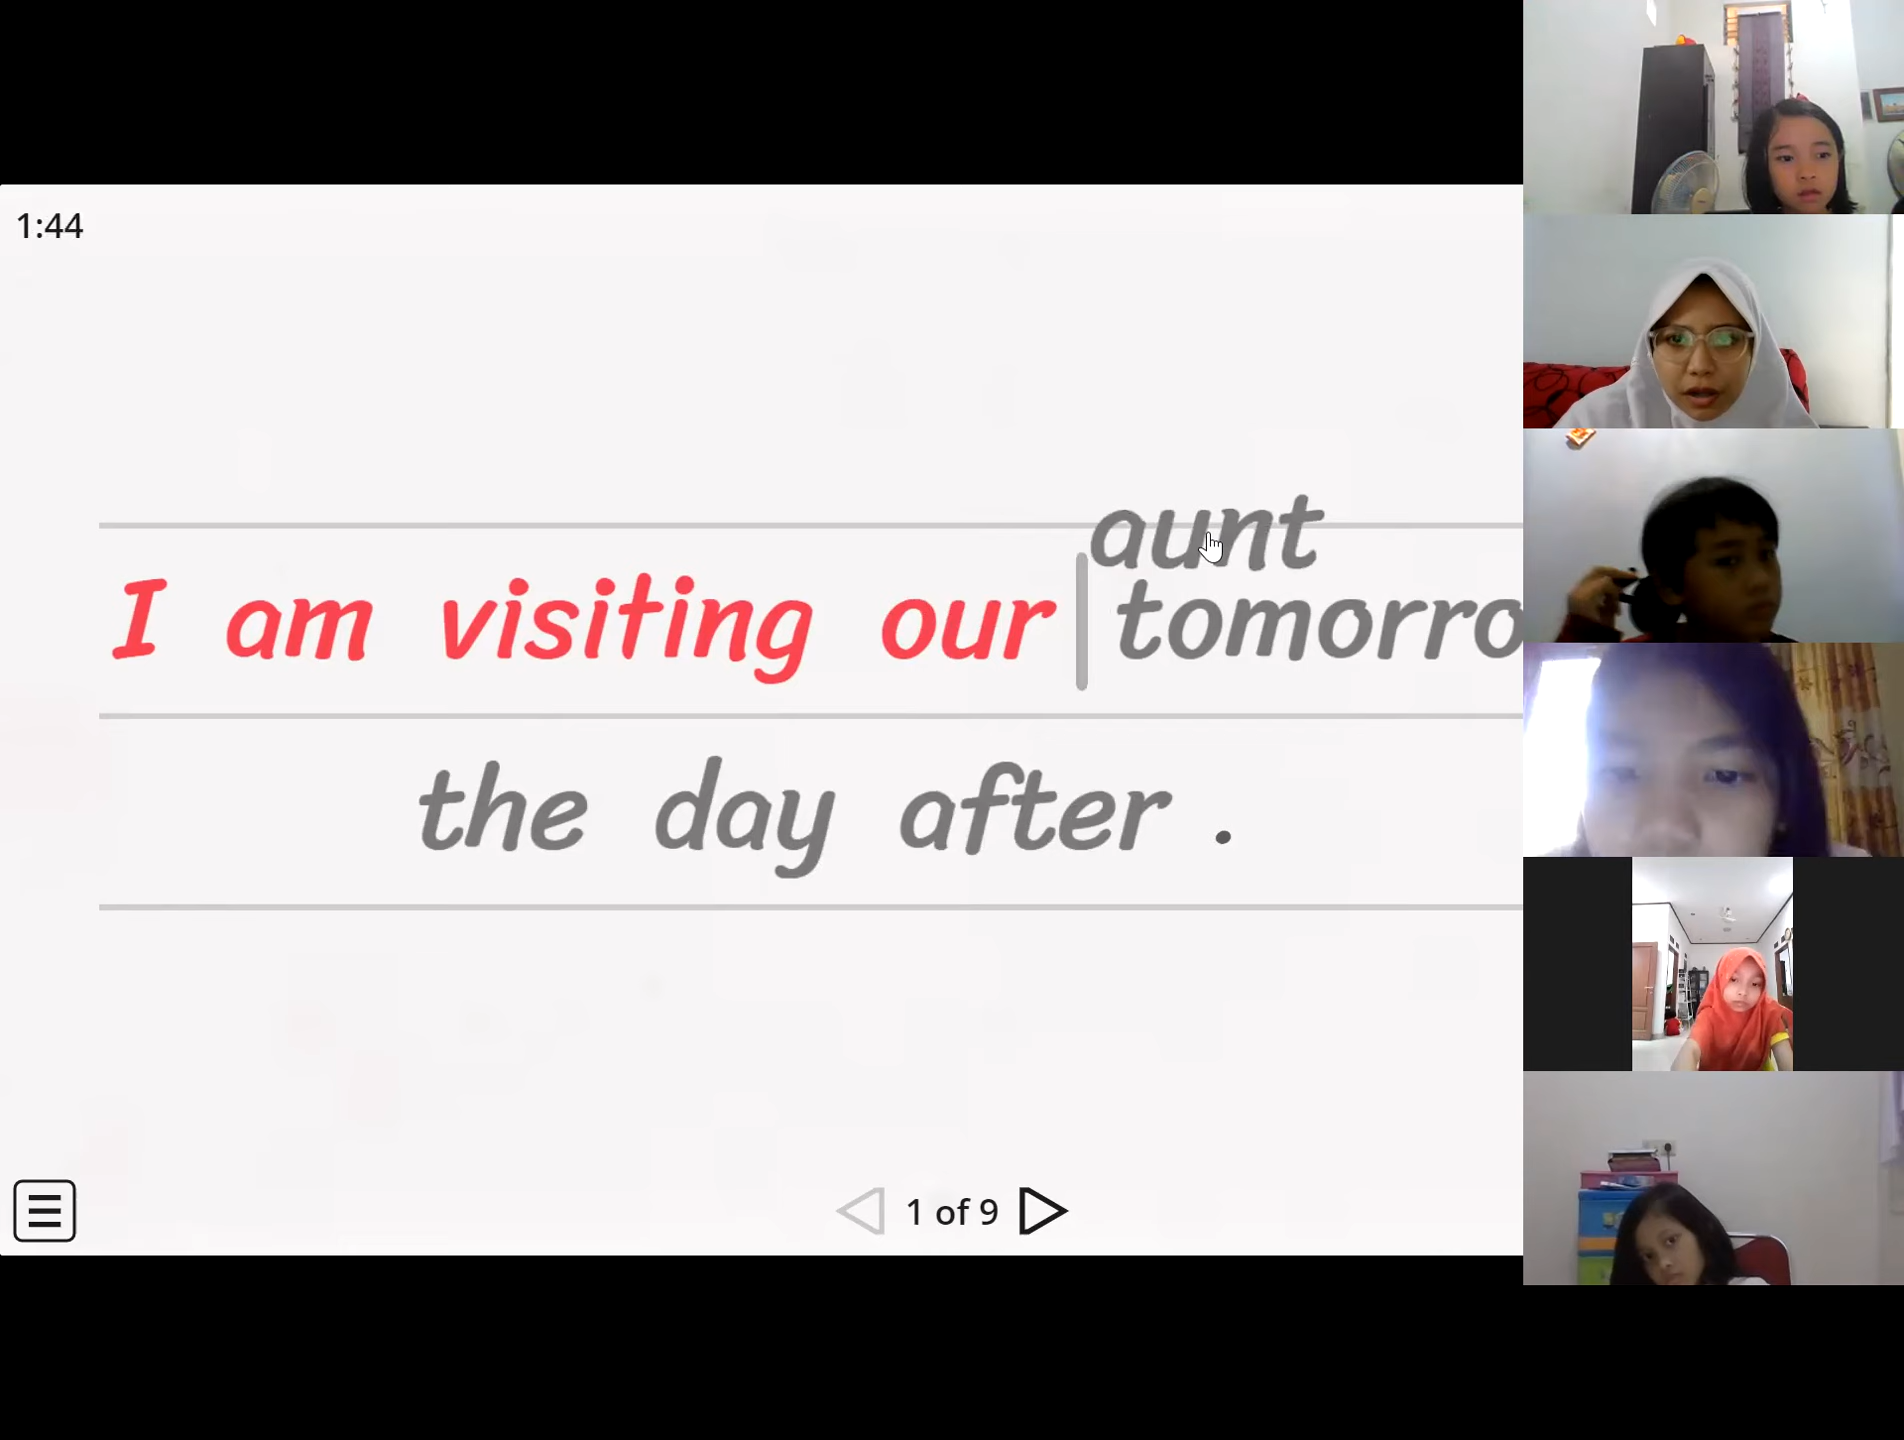 1:44
aunt
I am visiting our tomorro
the day after .
1 of 9